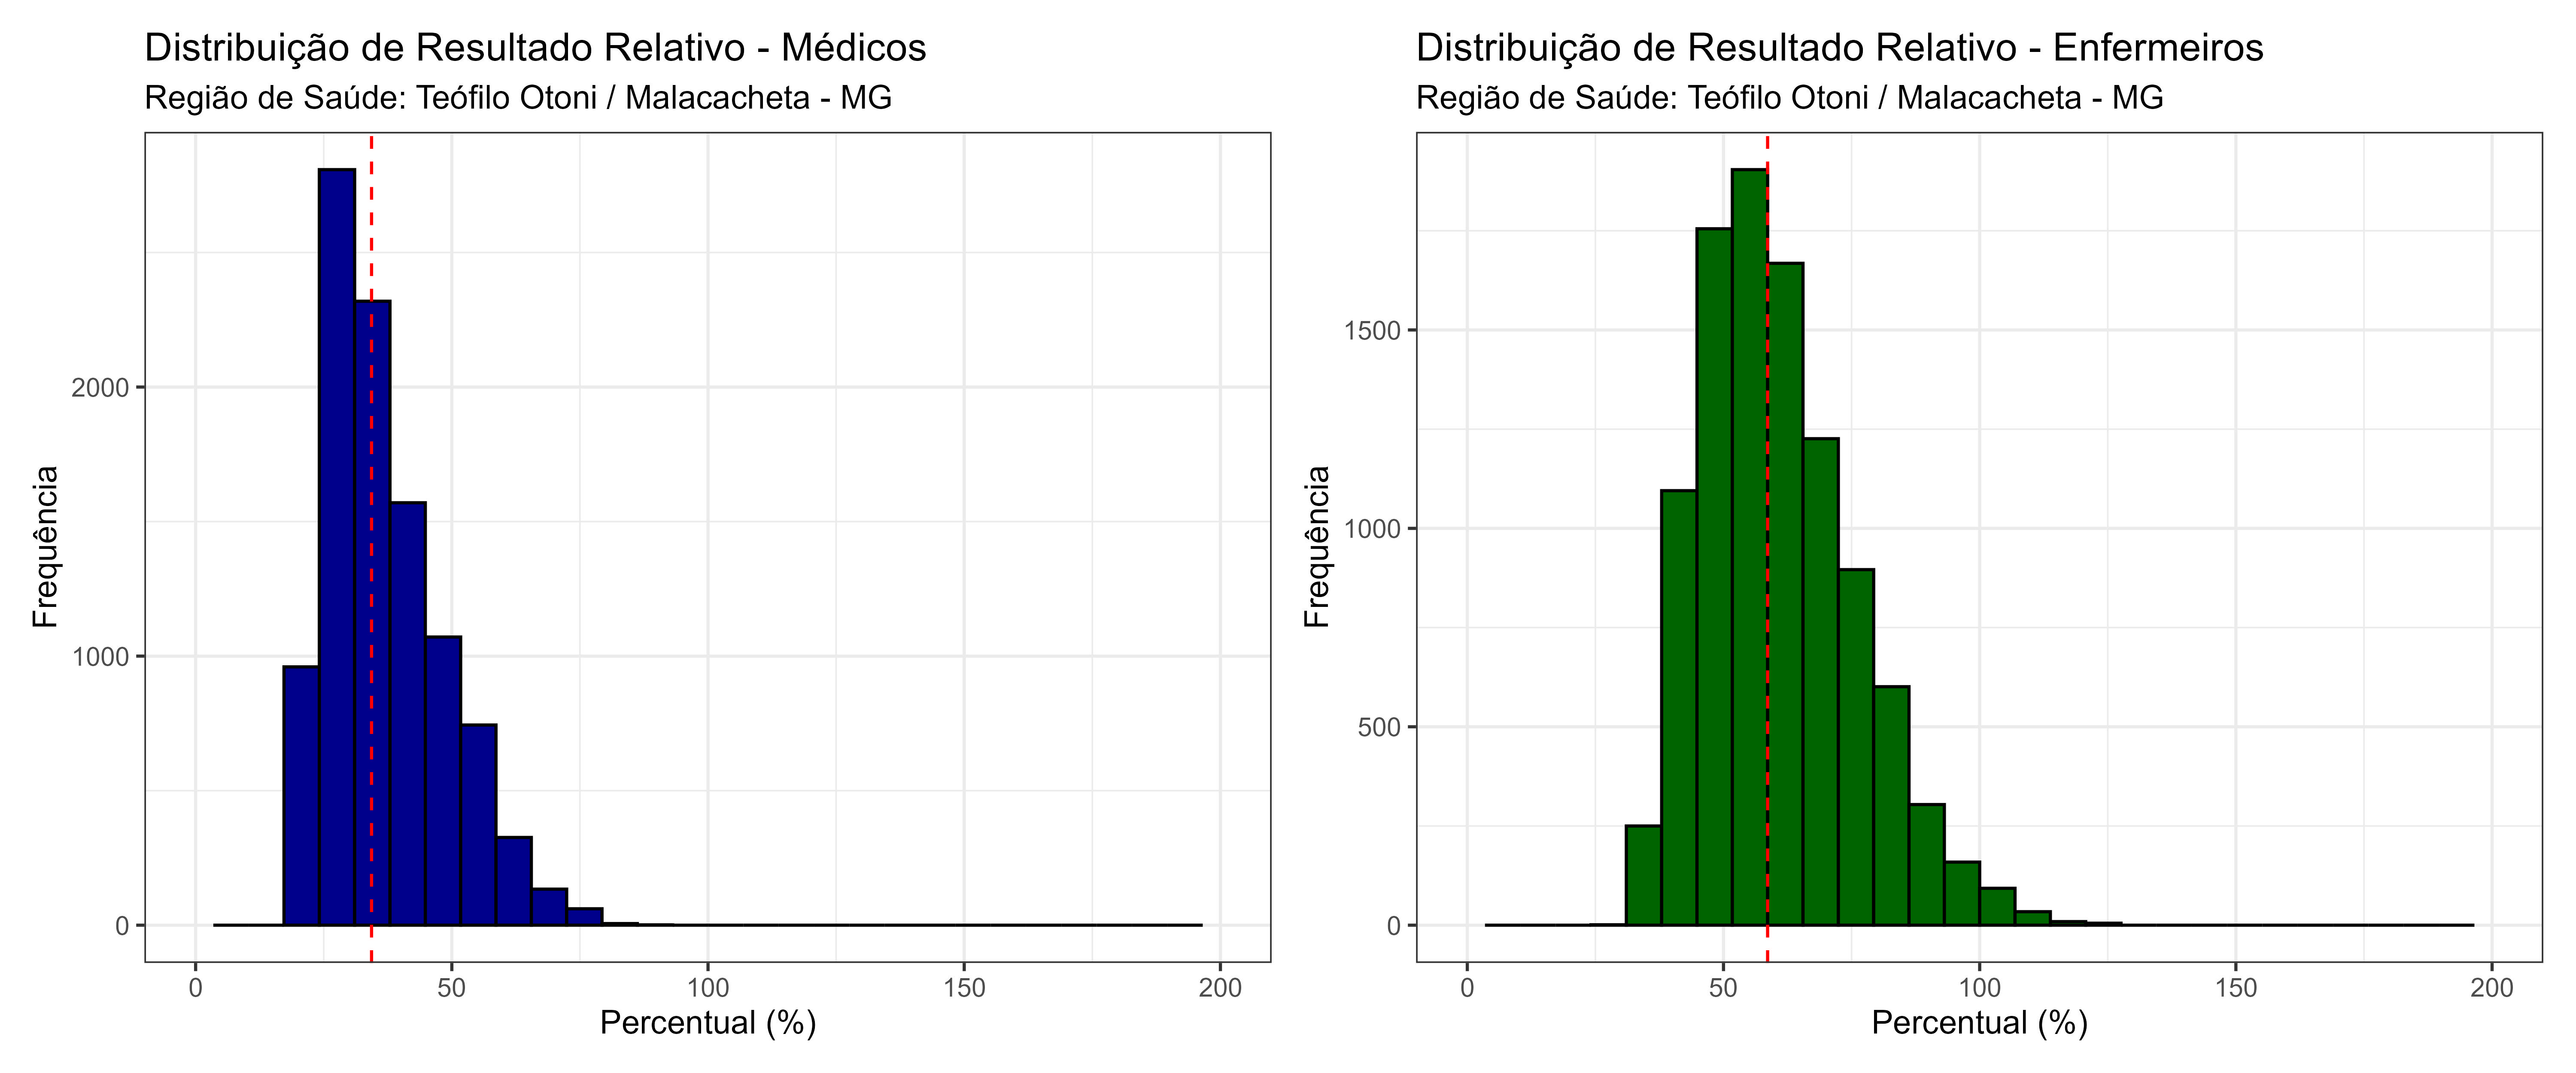 Distribuição de Resultado Relativo - Médicos
Região de Saúde: Teófilo Otoni / Malacacheta - MG
Frequência
2000
1000
0
0 50 100 150 200
Percentual (%)
Distribuição de Resultado Relativo - Enfermeiros
Região de Saúde: Teófilo Otoni / Malacacheta - MG
Frequência
1500
1000
500
0
0 50 100 150 200
Percentual (%)